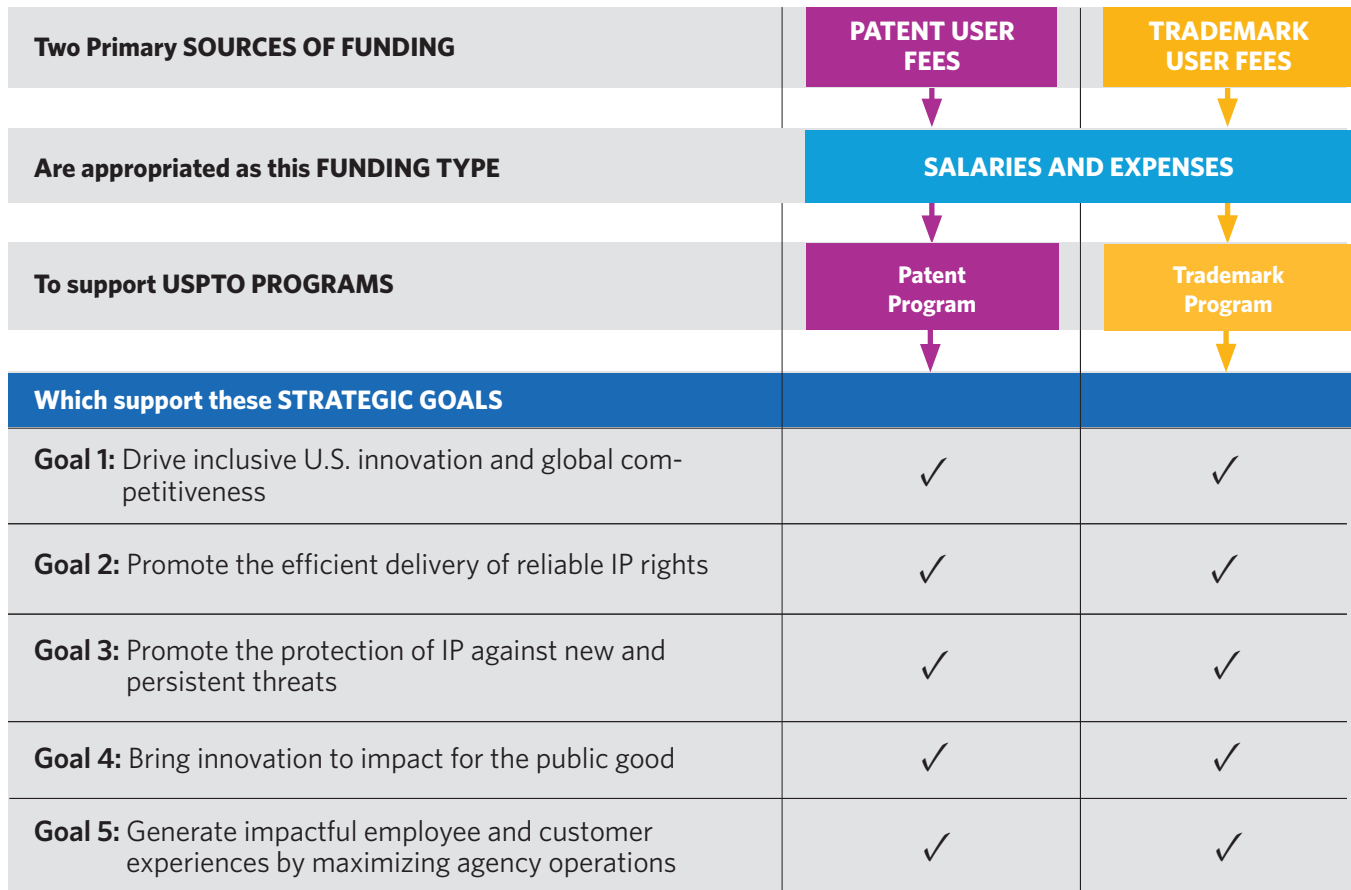 Two Primary SOURCES OF FUNDING
PATENT USER
FEES
TRADEMARK
USER FEES
Are appropriated as this FUNDING TYPE
SALARIES AND EXPENSES
To support USPTO PROGRAMS
Patent
Program
Trademark
Program
Which support these STRATEGIC GOALS
Goal 1: Drive inclusive U.S. innovation and global com-
petitiveness
✓ ✓
Goal 2: Promote the efficient delivery of reliable IP rights
✓ ✓
Goal 3: Promote the protection of IP against new and
persistent threats
✓ ✓
Goal 4: Bring innovation to impact for the public good
✓ ✓
Goal 5: Generate impactful employee and customer
experiences by maximizing agency operations
✓ ✓